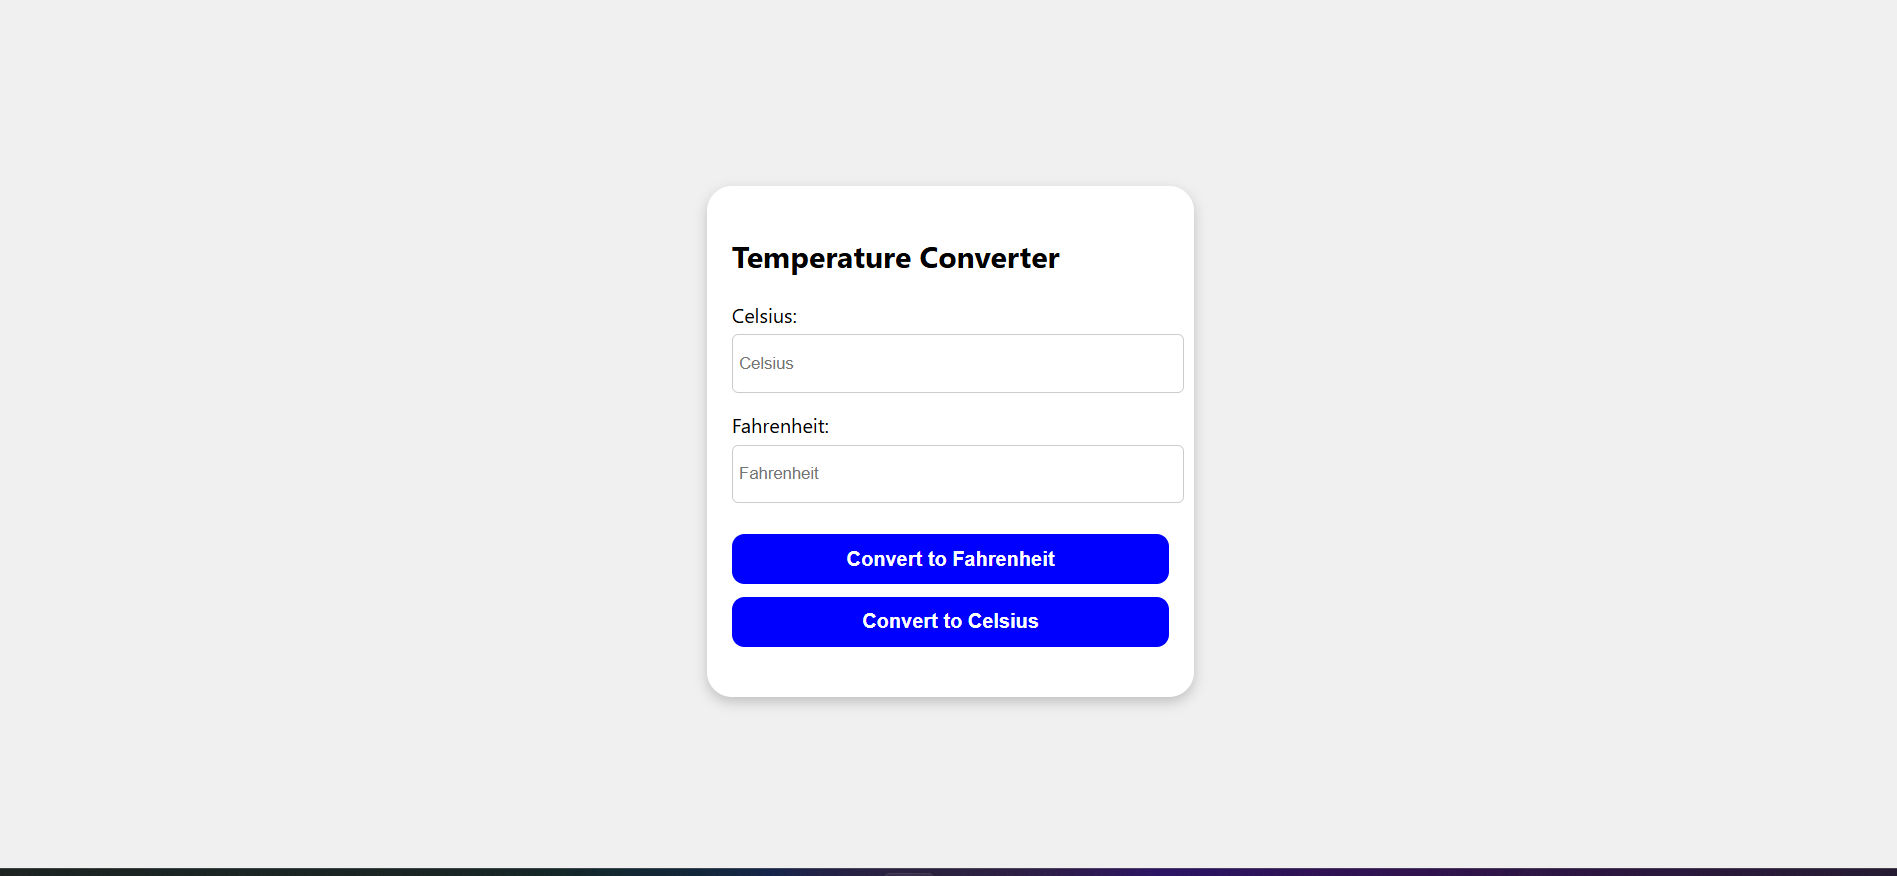 Temperature Converter
Celsius:
Celsius
Fahrenheit:
Fahrenheit
Convert to Fahrenheit
Convert to Celsius